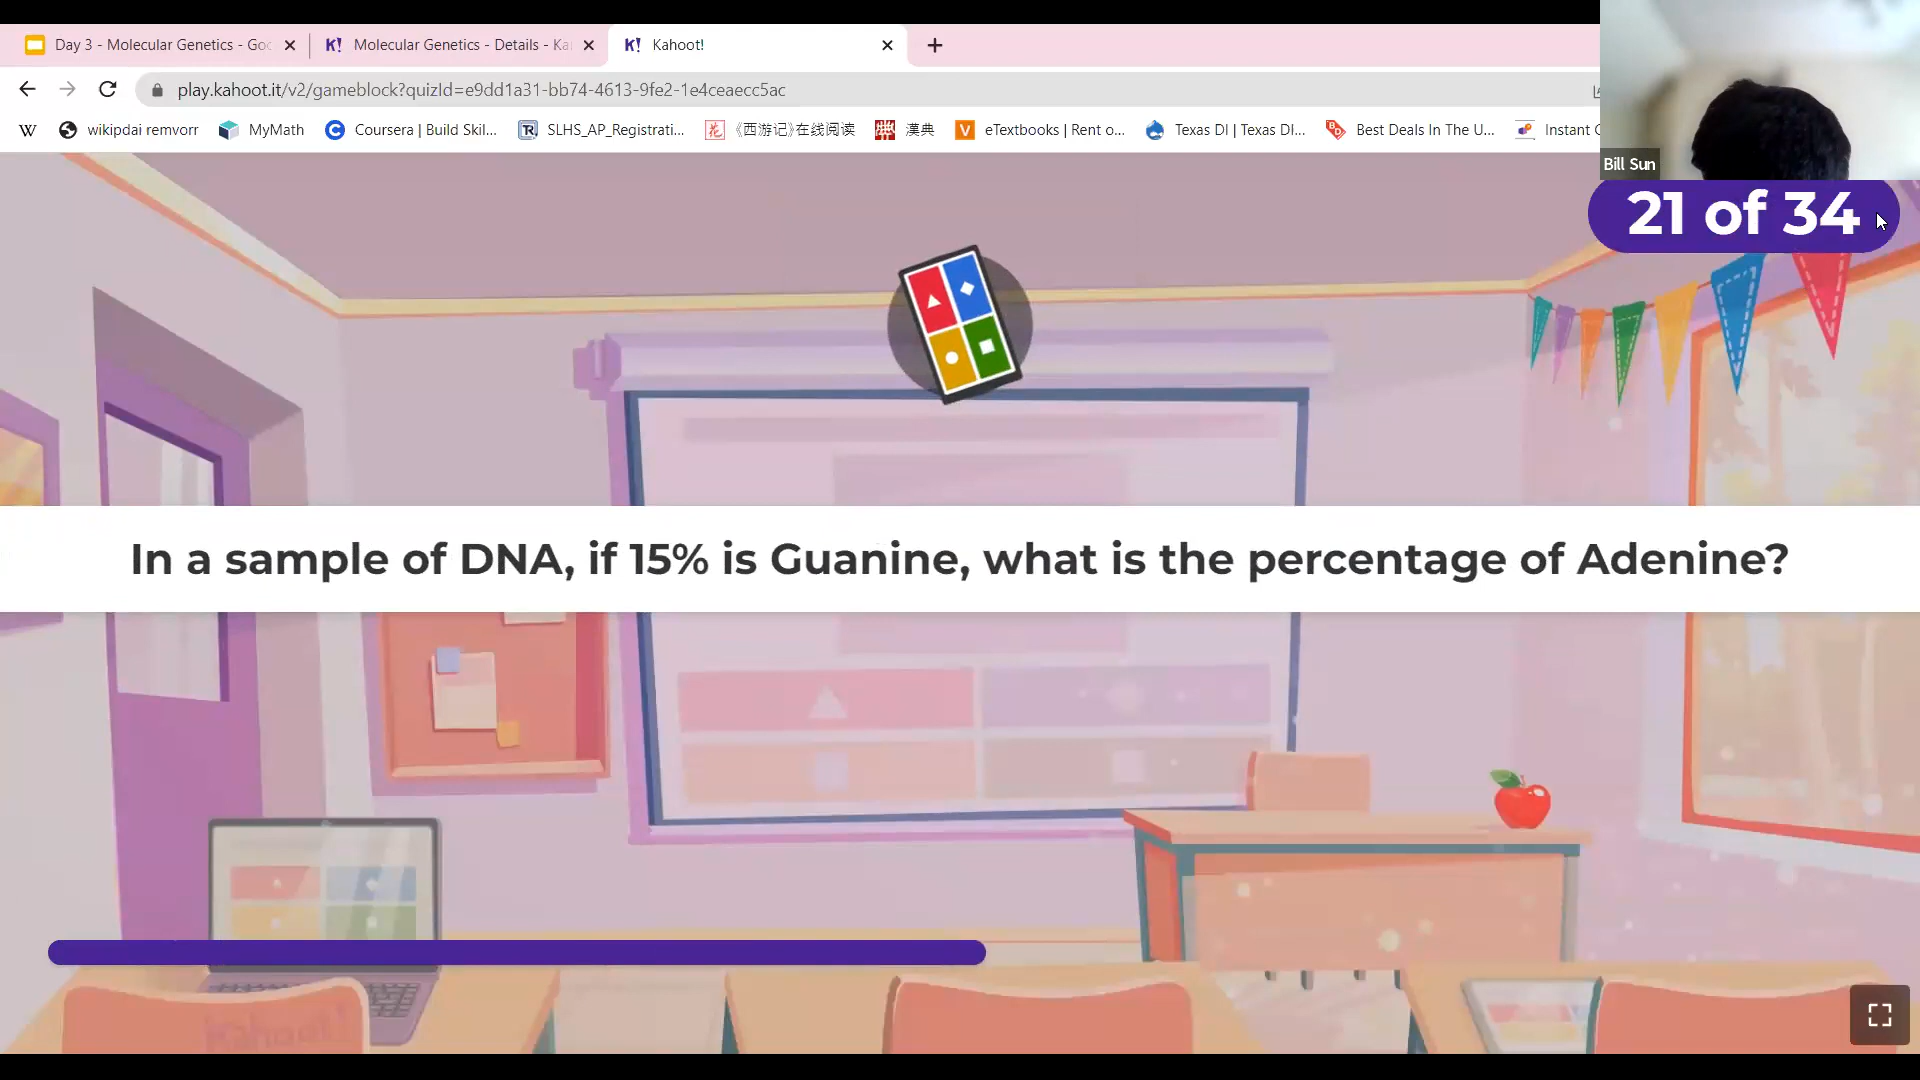 Day 3 - Molecular Genetics - Goo
Molecular Genetics - Details - Ka
Kahoot!
play.kahoot.it/v2/gameblock?quizId=e9dd1a31-bb74-4613-9fe2-1e4ceaecc5ac
wikipdai remvorr
MyMath
Coursera | Build Skil...
SLHS_AP_Registrati...
《西游记》在线阅读
漢典
eTextbooks | Rent o...
Texas DI | Texas DI...
Best Deals In The U...
Instant
Bill Sun
21 of 34
In a sample of DNA, if 15% is Guanine, what is the percentage of Adenine?
Kahoot!